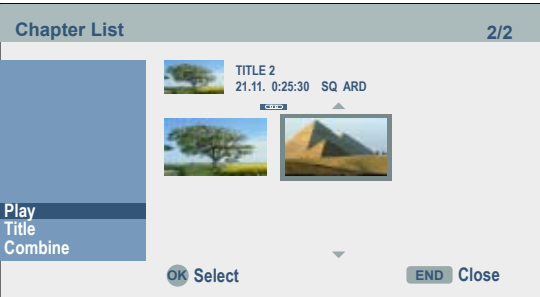 Chapter List
2/2
TITLE 2
21.11. 0:25:30 SQ ARD
Play
Title
Combine
OK Select
END Close